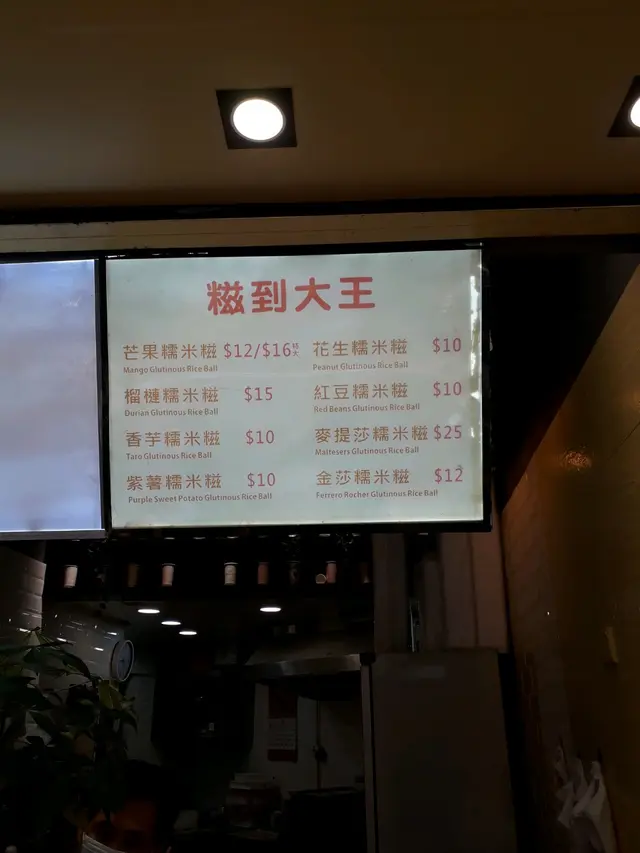 糍到大王
芒果糯米糍 $12/$16 特大
Mango Glutinous Rice Ball
榴槤糯米糍 $15
Durian Glutinous Rice Ball
香芋糯米糍 $10
Taro Glutinous Rice Ball
紫薯糯米糍 $10
Purple Sweet Potato Glutinous Rice Ball
花生糯米糍 $10
Peanut Glutinous Rice Ball
紅豆糯米糍 $10
Red Beans Glutinous Rice Ball
麥提莎糯米糍 $25
Maltesers Glutinous Rice Ball
金莎糯米糍 $12
Ferrero Rocher Glutinous Rice Ball